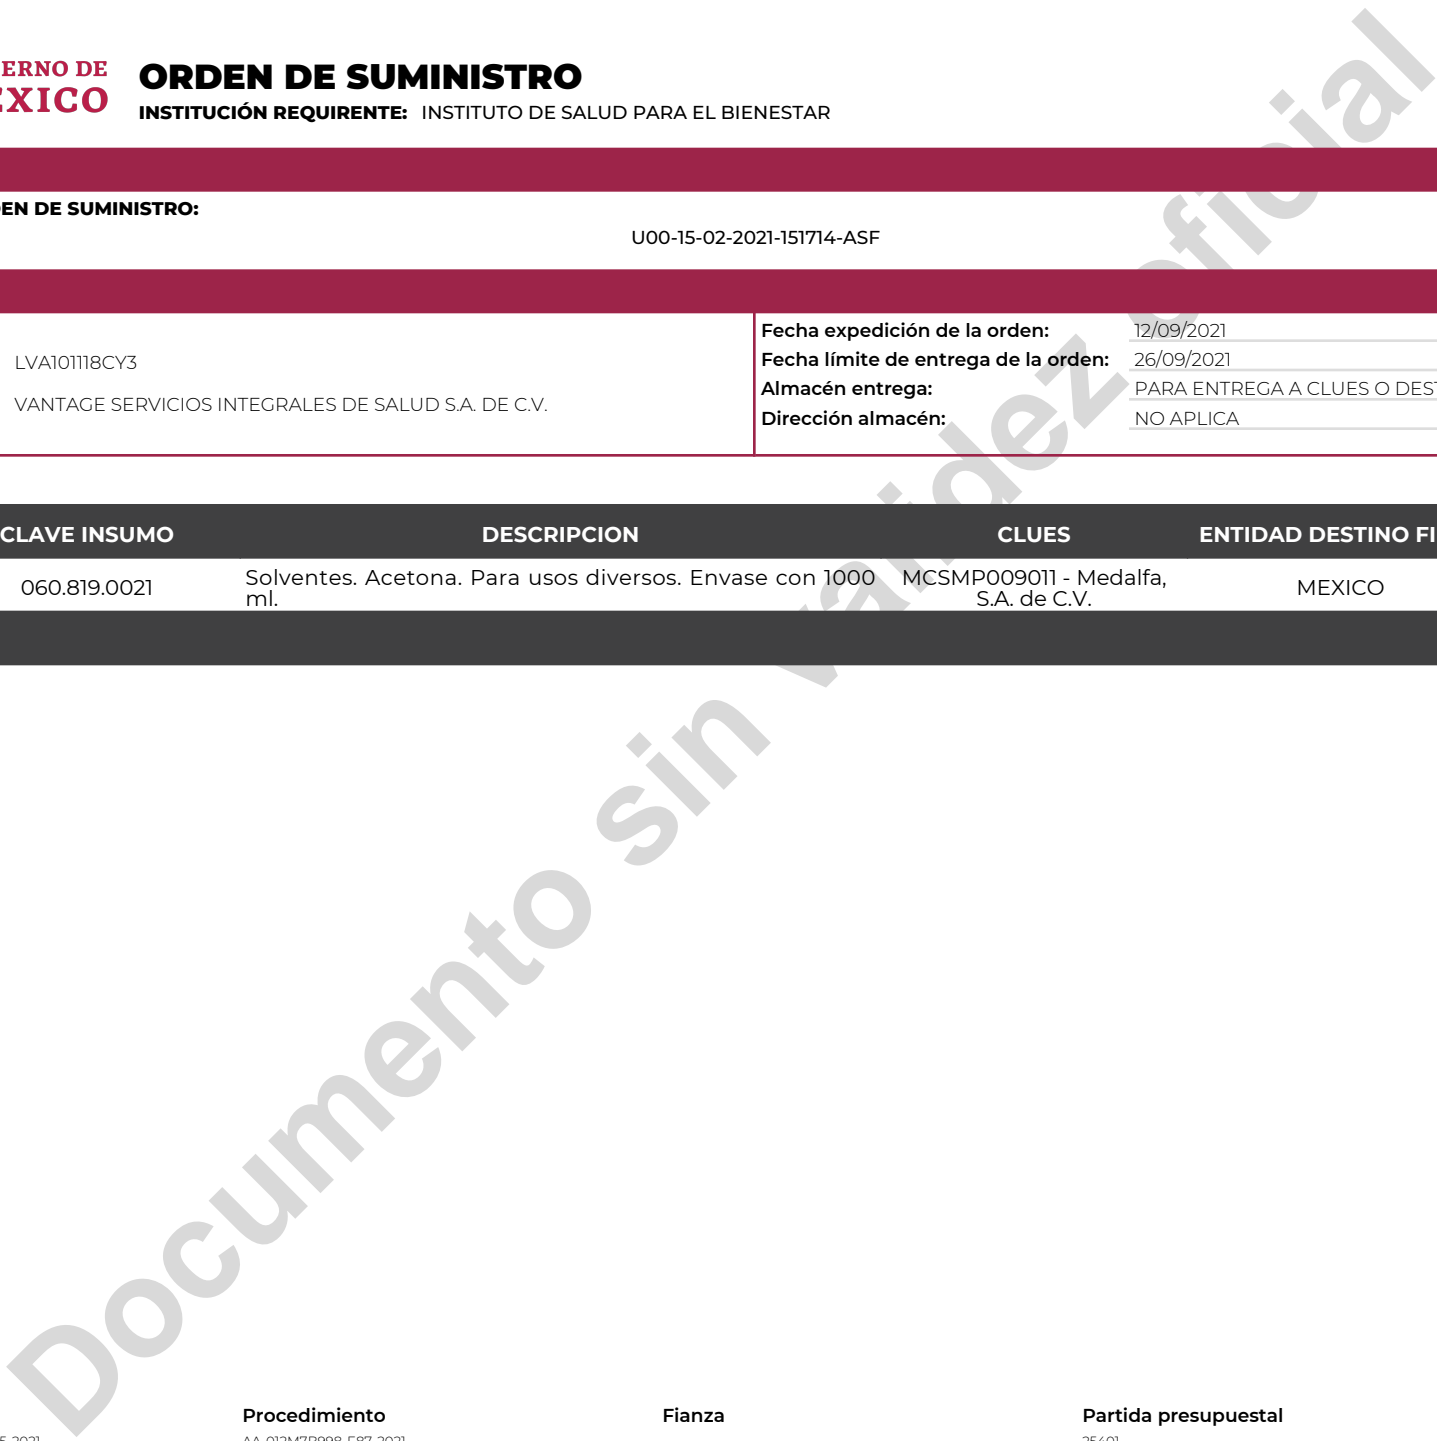 ERNO DE
ORDEN DE SUMINISTRO
INSTITUCIÓN REQUIRENTE: INSTITUTO DE SALUD PARA EL BIENESTAR
EN DE SUMINISTRO:
U00-15-02-2021-151714-ASF
LVA101118CY3
VANTAGE SERVICIOS INTEGRALES DE SALUD S.A. DE C.V.
Fecha expedición de la orden: 12/09/2021
Fecha límite de entrega de la orden: 26/09/2021
Almacén entrega: PARA ENTREGA A CLUES O DEST
Dirección almacén: NO APLICA
CLAVE INSUMO DESCRIPCION CLUES ENTIDAD DESTINO FI
060.819.0021 Solventes. Acetona. Para usos diversos. Envase con 1000 ml. MCSMP009011 - Medalfa, S.A. de C.V. MEXICO
Documento sin validez oficial
Procedimiento Fianza Partida presupuestal